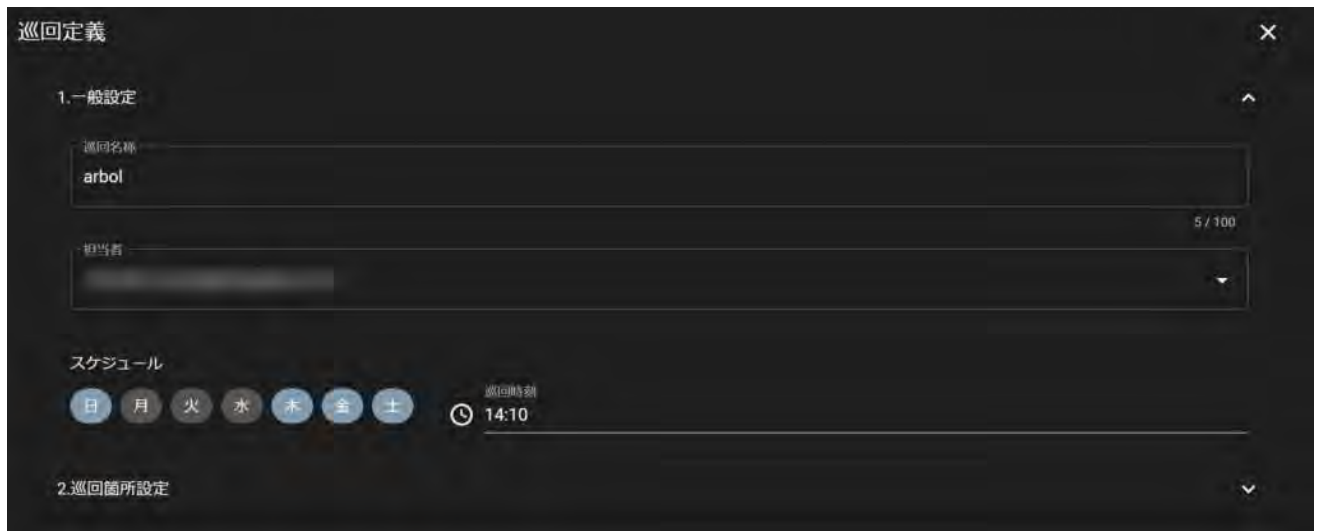 巡回定義
1.一般設定
巡回名称
arbol
5 / 100
担当者
スケジュール
日 月 火 水 木 金 土
巡回時刻
14:10
2.巡回箇所設定